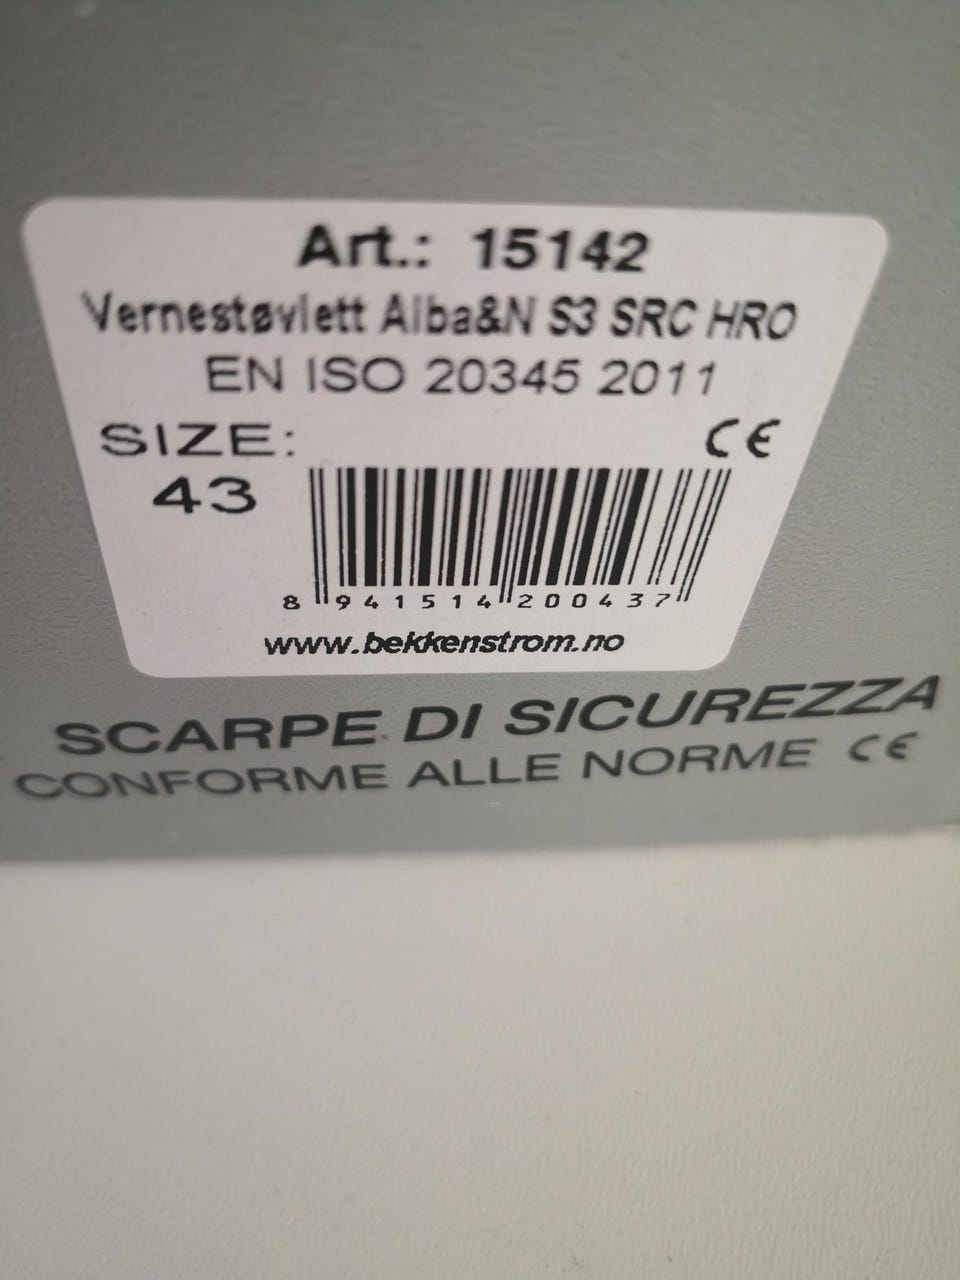 Art.: 15142
Vernestøvlett Alba&N S3 SRC HRO
EN ISO 20345 2011
SIZE: CE
43
8 941514 200437
www.bekkenstrom.no
SCARPE DI SICUREZZA
CONFORME ALLE NORME CE